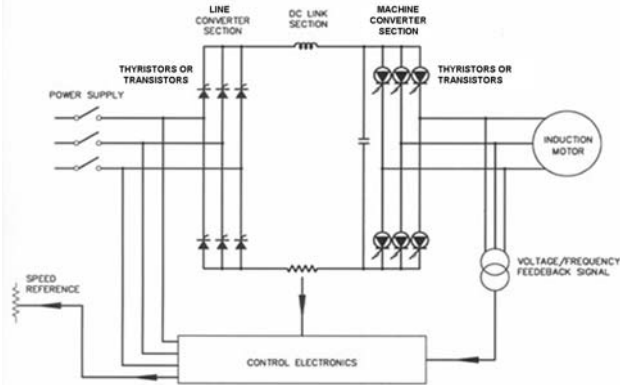 LINE
CONVERTER
SECTION
DC LINK
SECTION
MACHINE
CONVERTER
SECTION
THYRISTORS OR
TRANSISTORS
THYRISTORS OR
TRANSISTORS
POWER SUPPLY
INDUCTION
MOTOR
VOLTAGE/FREQUENCY
FEEDEBACK SIGNAL
SPEED
REFERENCE
CONTROL ELECTRONICS